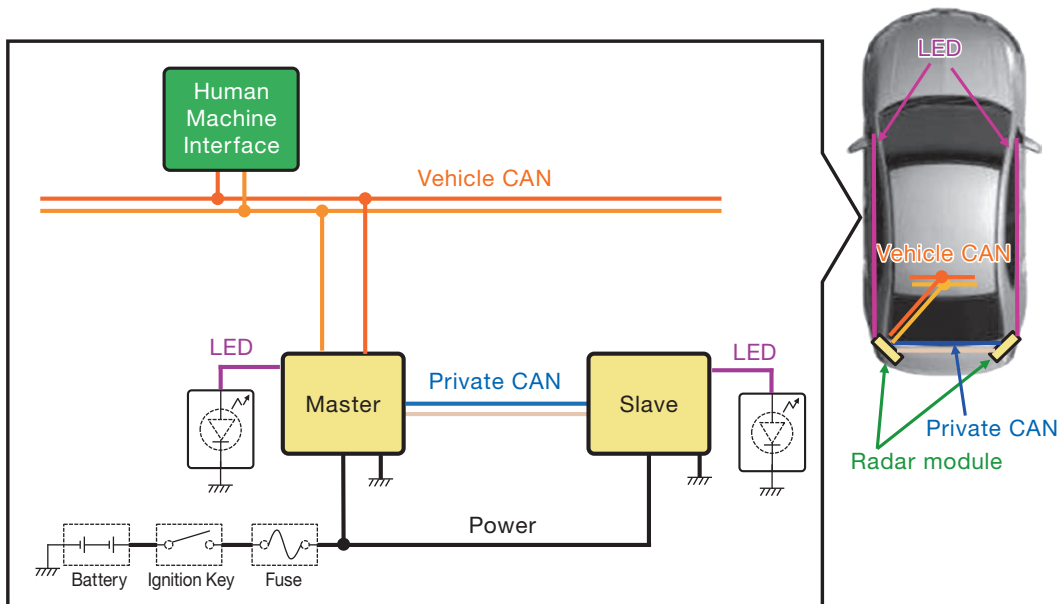 Human
Machine
Interface
Vehicle CAN
LED
Master
Private CAN
Slave
LED
Power
Battery
Ignition Key
Fuse
LED
Vehicle CAN
Private CAN
Radar module